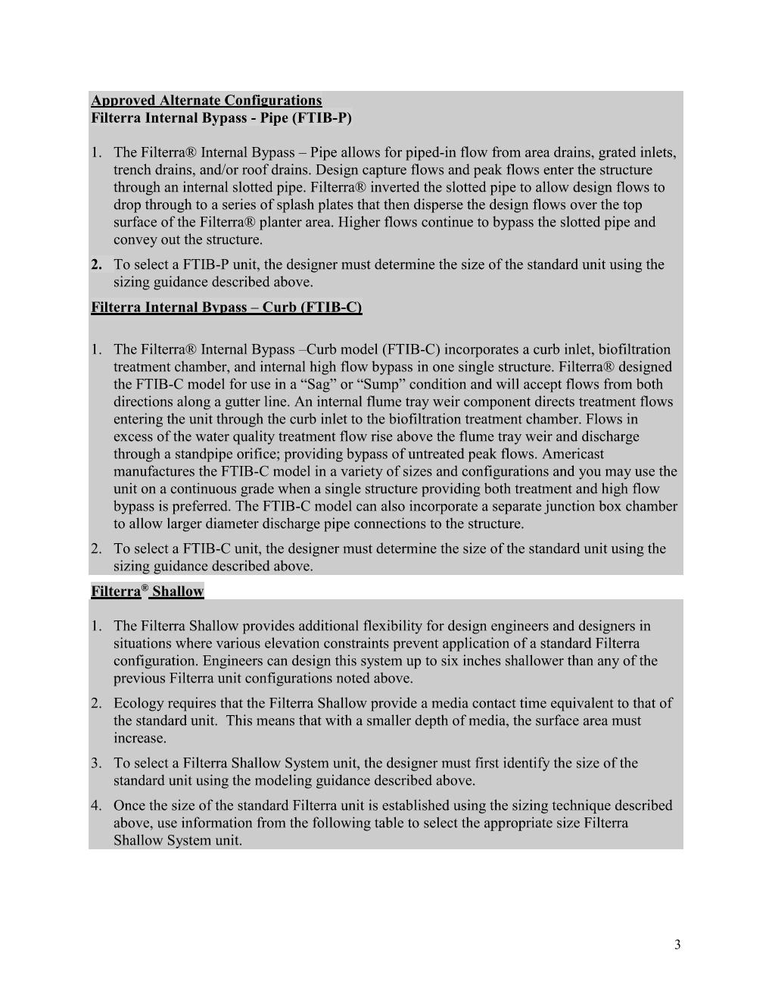 Approved Alternate Configurations
Filterra Internal Bypass - Pipe (FTIB-P)
1. The Filterra® Internal Bypass – Pipe allows for piped-in flow from area drains, grated inlets,
trench drains, and/or roof drains. Design capture flows and peak flows enter the structure
through an internal slotted pipe. Filterra® inverted the slotted pipe to allow design flows to
drop through to a series of splash plates that then disperse the design flows over the top
surface of the Filterra® planter area. Higher flows continue to bypass the slotted pipe and
convey out the structure.
2. To select a FTIB-P unit, the designer must determine the size of the standard unit using the
sizing guidance described above.
Filterra Internal Bypass – Curb (FTIB-C)
1. The Filterra® Internal Bypass –Curb model (FTIB-C) incorporates a curb inlet, biofiltration
treatment chamber, and internal high flow bypass in one single structure. Filterra® designed
the FTIB-C model for use in a “Sag” or “Sump” condition and will accept flows from both
directions along a gutter line. An internal flume tray weir component directs treatment flows
entering the unit through the curb inlet to the biofiltration treatment chamber. Flows in
excess of the water quality treatment flow rise above the flume tray weir and discharge
through a standpipe orifice; providing bypass of untreated peak flows. Americast
manufactures the FTIB-C model in a variety of sizes and configurations and you may use the
unit on a continuous grade when a single structure providing both treatment and high flow
bypass is preferred. The FTIB-C model can also incorporate a separate junction box chamber
to allow larger diameter discharge pipe connections to the structure.
2. To select a FTIB-C unit, the designer must determine the size of the standard unit using the
sizing guidance described above.
Filterra® Shallow
1. The Filterra Shallow provides additional flexibility for design engineers and designers in
situations where various elevation constraints prevent application of a standard Filterra
configuration. Engineers can design this system up to six inches shallower than any of the
previous Filterra unit configurations noted above.
2. Ecology requires that the Filterra Shallow provide a media contact time equivalent to that of
the standard unit. This means that with a smaller depth of media, the surface area must
increase.
3. To select a Filterra Shallow System unit, the designer must first identify the size of the
standard unit using the modeling guidance described above.
4. Once the size of the standard Filterra unit is established using the sizing technique described
above, use information from the following table to select the appropriate size Filterra
Shallow System unit.
3